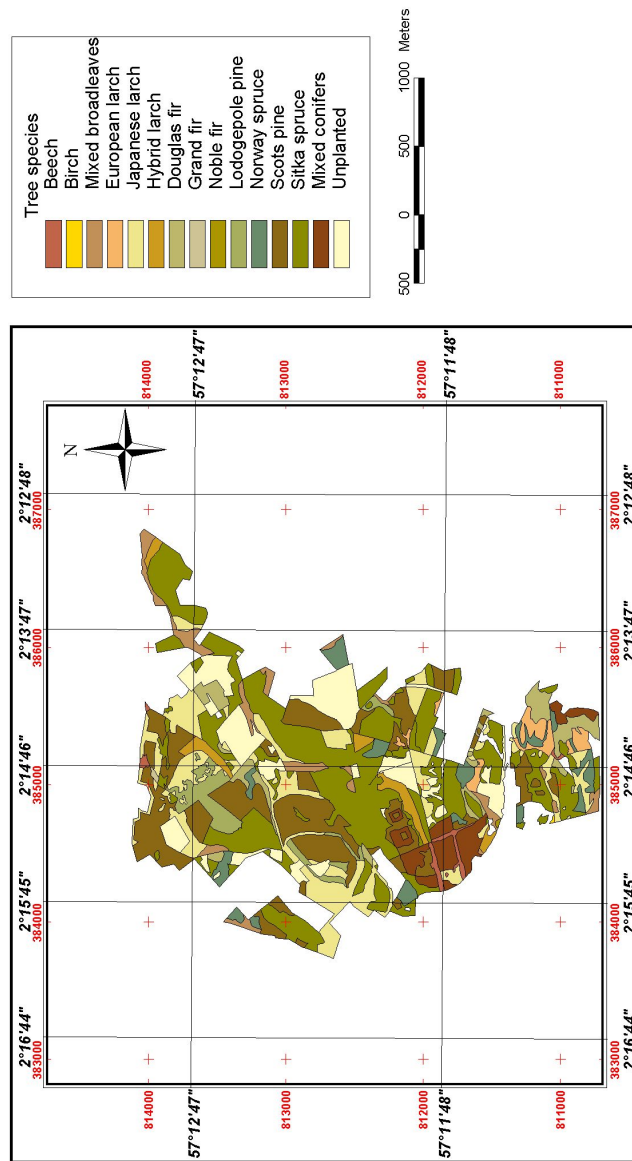 Tree species
Beech
Birch
Mixed broadleaves
European larch
Japanese larch
Hybrid larch
Douglas fir
Grand fir
Noble fir
Lodogepole pine
Norway spruce
Scots pine
Sitka spruce
Mixed conifers
Unplanted
500 0 500 1000 Meters
2°16'44" 2°15'45" 2°14'46" 2°13'47" 2°12'48"
383000 384000 385000 386000 387000
N
814000 814000
57°12'47" 57°12'47"
813000 813000
812000 812000
57°11'48" 57°11'48"
811000 811000
383000 384000 385000 386000 387000
2°16'44" 2°15'45" 2°14'46" 2°13'47" 2°12'48"